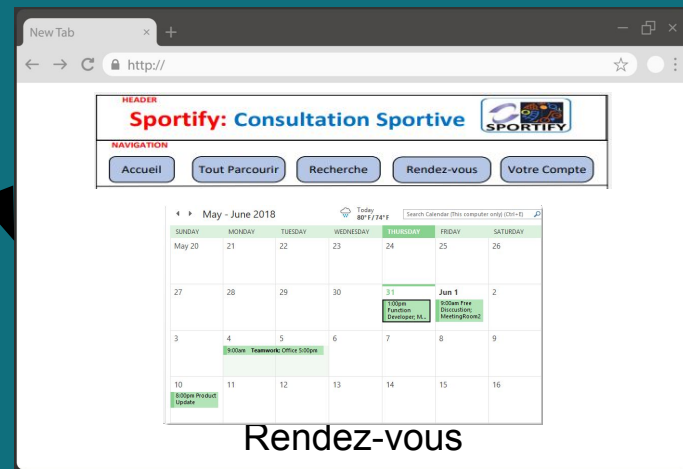 New Tab
http://
HEADER
Sportify: Consultation Sportive
SPORTIFY
NAVIGATION
Accueil Tout Parcourir Recherche Rendez-vous Votre Compte
May - June 2018
Today
80°F/74°F
Search Calendar (This computer only) (Ctrl+E)
SUNDAY MONDAY TUESDAY WEDNESDAY THURSDAY FRIDAY SATURDAY
May 20 21 22 23 24 25 26
27 28 29 30 31 Jun 1 2
1:00pm Function Developer; M...
9:00am Free Disccustion; MeetingRoom2
3 4 5 6 7 8 9
9:00am Teamwork; Office 5:00pm
10 11 12 13 14 15 16
8:00pm Product Update
Rendez-vous